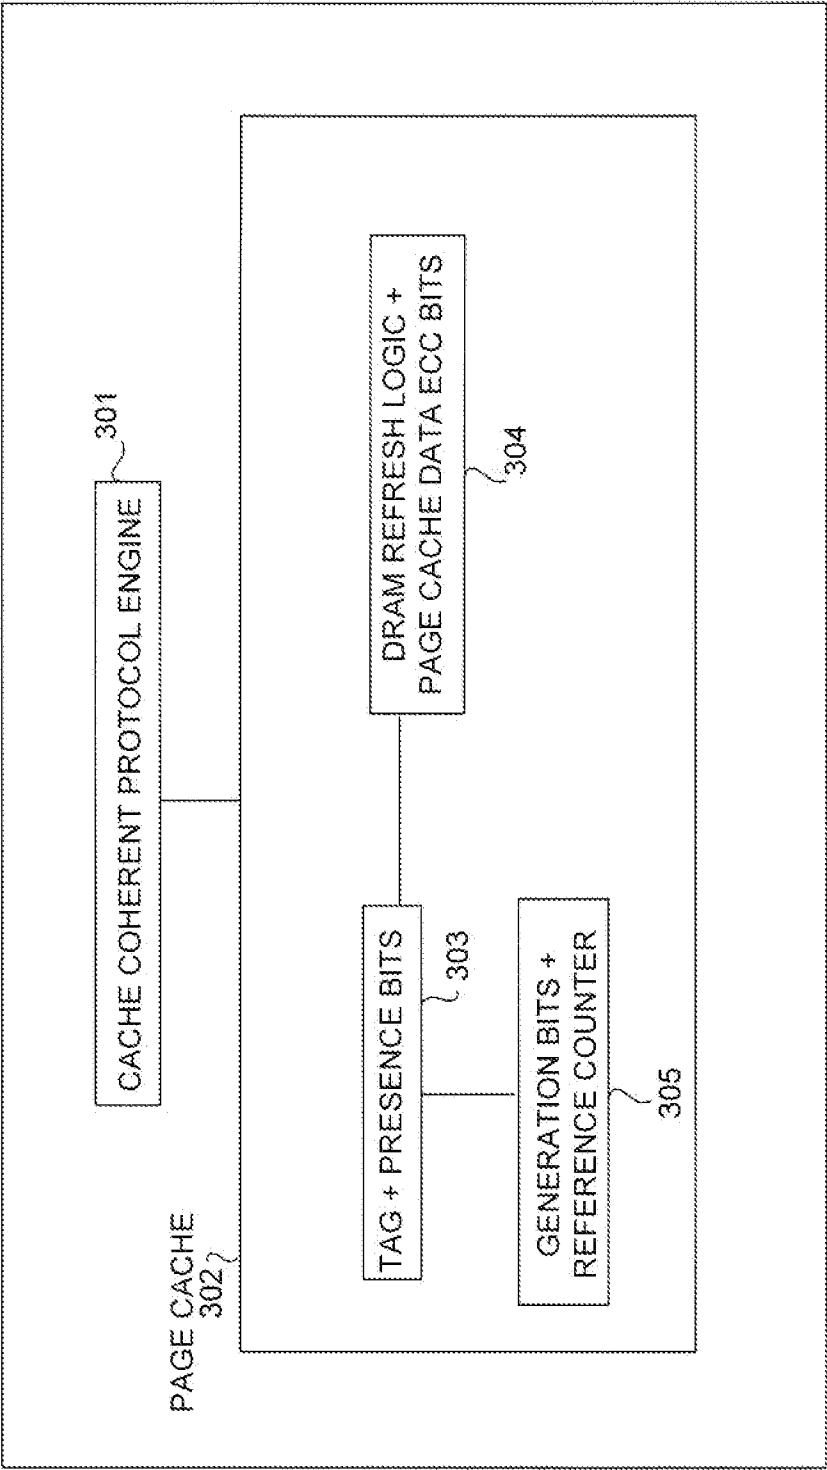 CACHE COHERENT PROTOCOL ENGINE
301
PAGE CACHE
302
TAG + PRESENCE BITS
303
DRAM REFRESH LOGIC +
PAGE CACHE DATA ECC BITS
304
GENERATION BITS +
REFERENCE COUNTER
305